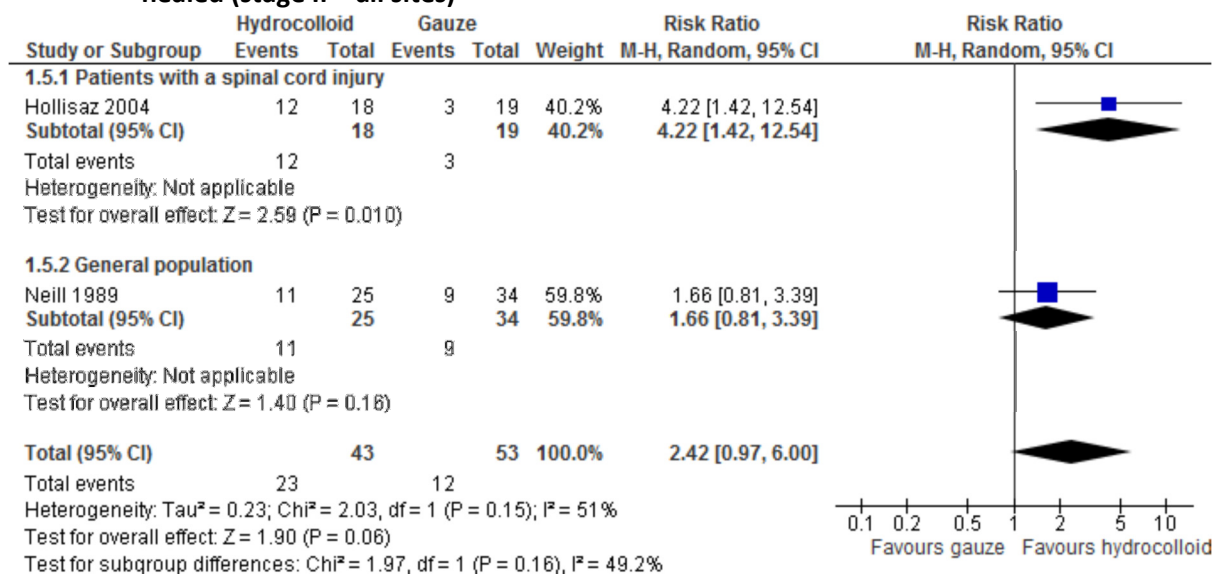 healed (stage II – all sites)
Hydrocolloid Gauze Risk Ratio Risk Ratio
Study or Subgroup Events Total Events Total Weight M-H, Random, 95% CI M-H, Random, 95% CI
1.5.1 Patients with a spinal cord injury
Hollisaz 2004 12 18 3 19 40.2% 4.22 [1.42, 12.54]
Subtotal (95% CI) 18 19 40.2% 4.22 [1.42, 12.54]
Total events 12 3
Heterogeneity: Not applicable
Test for overall effect: Z = 2.59 (P = 0.010)
1.5.2 General population
Neill 1989 11 25 9 34 59.8% 1.66 [0.81, 3.39]
Subtotal (95% CI) 25 34 59.8% 1.66 [0.81, 3.39]
Total events 11 9
Heterogeneity: Not applicable
Test for overall effect: Z = 1.40 (P = 0.16)
Total (95% CI) 43 53 100.0% 2.42 [0.97, 6.00]
Total events 23 12
Heterogeneity: Tau² = 0.23; Chi² = 2.03, df = 1 (P = 0.15); I² = 51%
Test for overall effect: Z = 1.90 (P = 0.06)
Test for subgroup differences: Chi² = 1.97, df = 1 (P = 0.16), I² = 49.2%
0.1 0.2 0.5 1 2 5 10
Favours gauze Favours hydrocolloid